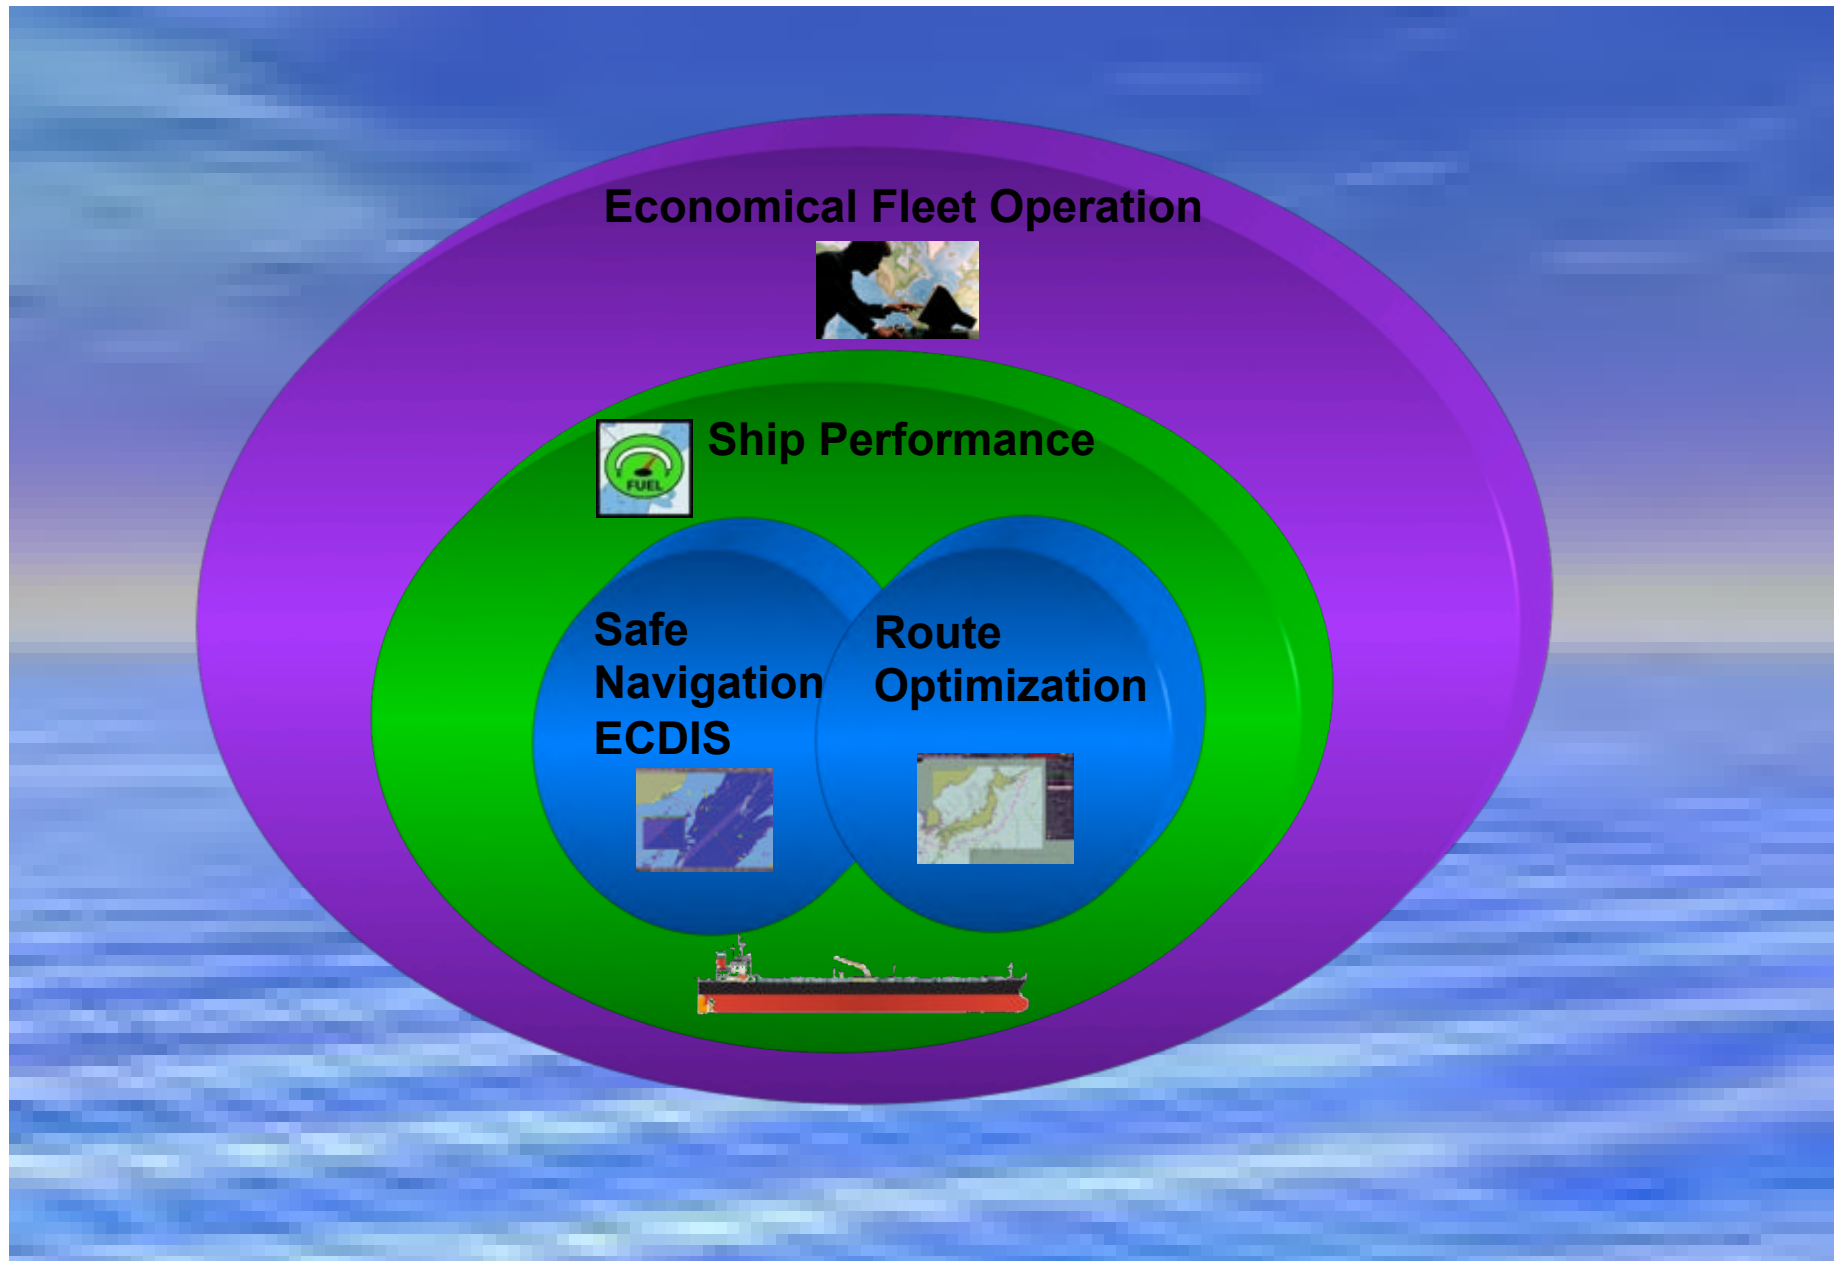 Economical Fleet Operation
Ship Performance
FUEL
Safe
Navigation
ECDIS
Route
Optimization